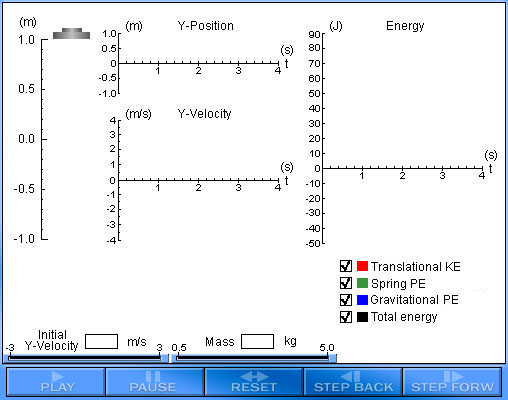 (m)
1.0
0.5
0.0
-0.5
-1.0
(m) Y-Position
1.0
0.5
0.0
-0.5
-1.0
1 2 3 4
(s)
t
(m/s) Y-Velocity
4
3
2
1
0
-1
-2
-3
-4
1 2 3 4
(s)
t
(J) Energy
90
80
70
60
50
40
30
20
10
0
-10
-20
-30
-40
-50
1 2 3 4
(s)
t
Translational KE
Spring PE
Gravitational PE
Total energy
Initial
Y-Velocity
m/s
-3 3
Mass kg
0.5 5.0
PLAY PAUSE RESET STEP BACK STEP FORW